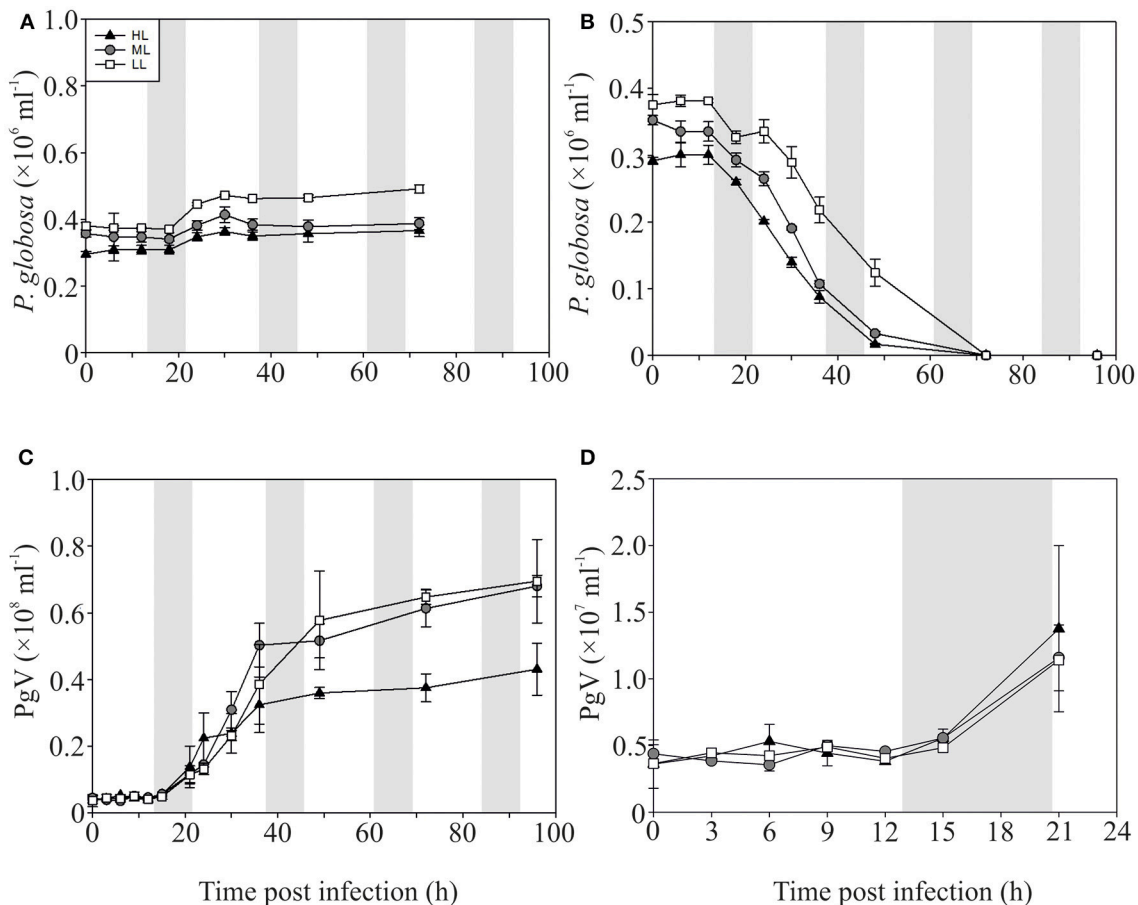 A
HL
ML
LL
P. globosa (×10⁶ ml⁻¹)
1.0
0.8
0.6
0.4
0.2
0
0 20 40 60 80 100
B
P. globosa (×10⁶ ml⁻¹)
0.5
0.4
0.3
0.2
0.1
0
0 20 40 60 80 100
C
PgV (×10⁸ ml⁻¹)
1.0
0.8
0.6
0.4
0.2
0
0 20 40 60 80 100
Time post infection (h)
D
PgV (×10⁷ ml⁻¹)
2.5
2.0
1.5
1.0
0.5
0
0 3 6 9 12 15 18 21 24
Time post infection (h)